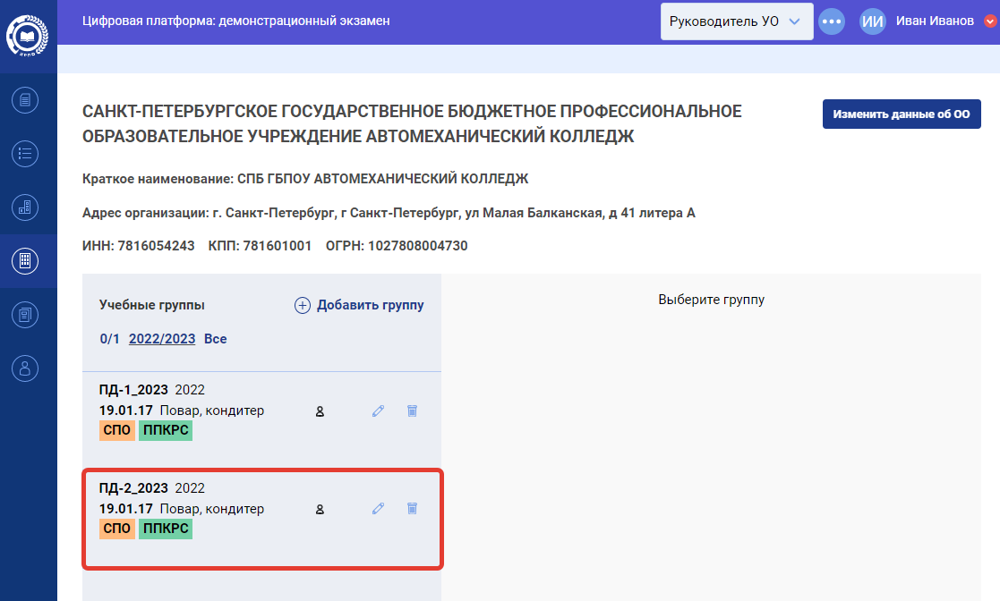 Цифровая платформа: демонстрационный экзамен
Руководитель УО
ИИ
Иван Иванов
САНКТ-ПЕТЕРБУРГСКОЕ ГОСУДАРСТВЕННОЕ БЮДЖЕТНОЕ ПРОФЕССИОНАЛЬНОЕ
ОБРАЗОВАТЕЛЬНОЕ УЧРЕЖДЕНИЕ АВТОМЕХАНИЧЕСКИЙ КОЛЛЕДЖ
Изменить данные об ОО
Краткое наименование: СПБ ГБПОУ АВТОМЕХАНИЧЕСКИЙ КОЛЛЕДЖ
Адрес организации: г. Санкт-Петербург, г Санкт-Петербург, ул Малая Балканская, д 41 литера А
ИНН: 7816054243 КПП: 781601001 ОГРН: 1027808004730
Учебные группы
Добавить группу
0/1 2022/2023 Все
ПД-1_2023 2022
19.01.17 Повар, кондитер
СПО ППКРС
ПД-2_2023 2022
19.01.17 Повар, кондитер
СПО ППКРС
Выберите группу